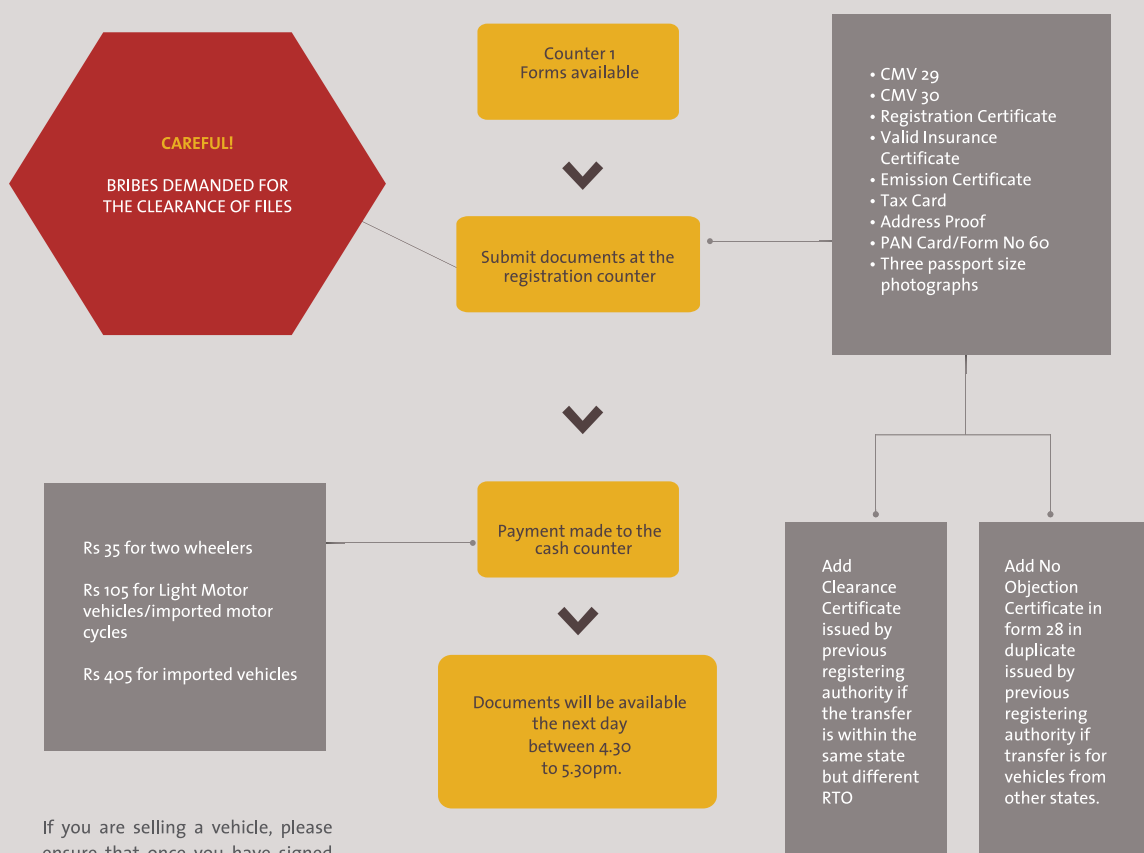 Counter 1
Forms available
CAREFUL!
BRIBES DEMANDED FOR
THE CLEARANCE OF FILES
Submit documents at the
registration counter
• CMV 29
• CMV 30
• Registration Certificate
• Valid Insurance
Certificate
• Emission Certificate
• Tax Card
• Address Proof
• PAN Card/Form No 60
• Three passport size
photographs
Rs 35 for two wheelers
Rs 105 for Light Motor
vehicles/imported motor
cycles
Rs 405 for imported vehicles
Payment made to the
cash counter
Documents will be available
the next day
between 4.30
to 5.30pm.
Add
Clearance
Certificate
issued by
previous
registering
authority if
the transfer
is within the
same state
but different
RTO
Add No
Objection
Certificate in
form 28 in
duplicate
issued by
previous
registering
authority if
transfer is for
vehicles from
other states.
If you are selling a vehicle, please
ensure that once you have signed